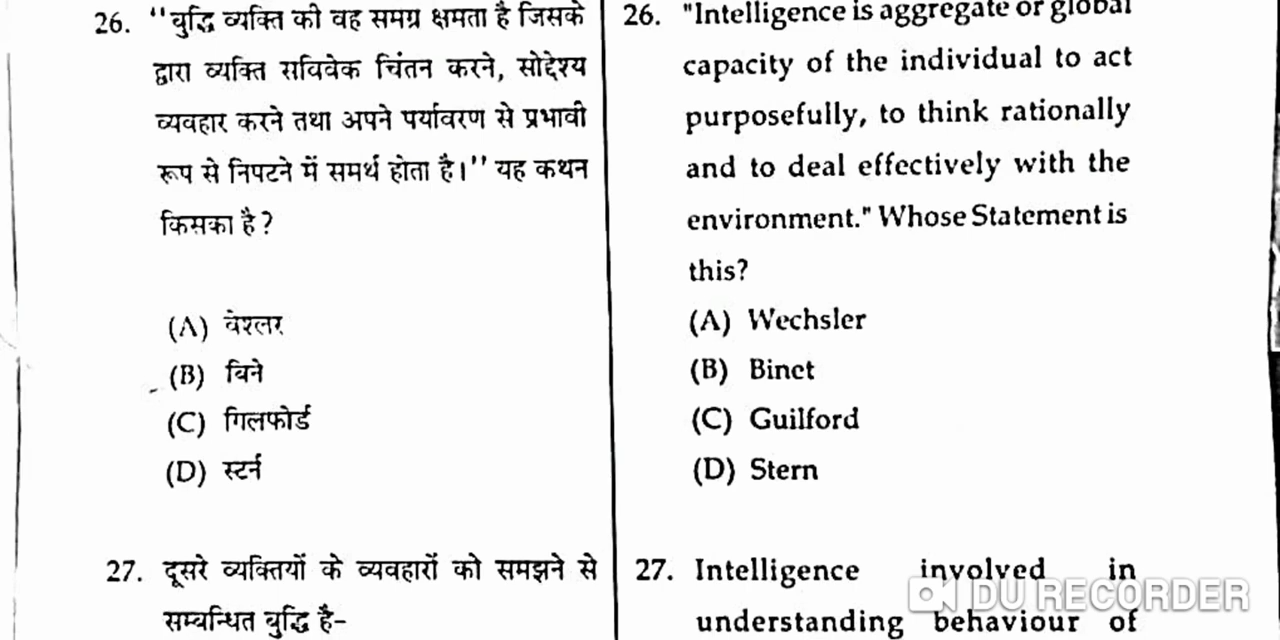 26. ''बुद्धि व्यक्ति की वह समग्र क्षमता है जिसके
द्वारा व्यक्ति सविवेक चिंतन करने, सोद्देश्य
व्यवहार करने तथा अपने पर्यावरण से प्रभावी
रूप से निपटने में समर्थ होता है।'' यह कथन
किसका है?
(A) वेश्लर
(B) बिने
(C) गिलफोर्ड
(D) स्टर्न
27. दूसरे व्यक्तियों के व्यवहारों को समझने से
सम्बन्धित बुद्धि है-
26. "Intelligence is aggregate or global
capacity of the individual to act
purposefully, to think rationally
and to deal effectively with the
environment." Whose Statement is
this?
(A) Wechsler
(B) Binet
(C) Guilford
(D) Stern
27. Intelligence involved in
understanding behaviour of
DU RECORDER